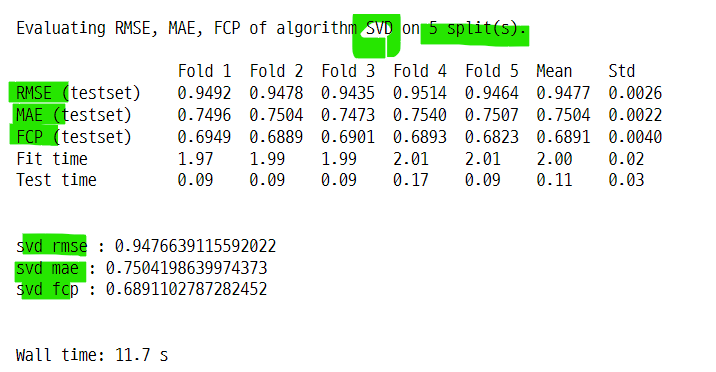 Evaluating RMSE, MAE, FCP of algorithm SVD on 5 split(s).
Fold 1 Fold 2 Fold 3 Fold 4 Fold 5 Mean Std
RMSE (testset) 0.9492 0.9478 0.9435 0.9514 0.9464 0.9477 0.0026
MAE (testset) 0.7496 0.7504 0.7473 0.7540 0.7507 0.7504 0.0022
FCP (testset) 0.6949 0.6889 0.6901 0.6893 0.6823 0.6891 0.0040
Fit time 1.97 1.99 1.99 2.01 2.01 2.00 0.02
Test time 0.09 0.09 0.09 0.17 0.09 0.11 0.03
svd rmse : 0.9476639115592022
svd mae : 0.7504198639974373
svd fcp : 0.6891102787282452
Wall time: 11.7 s